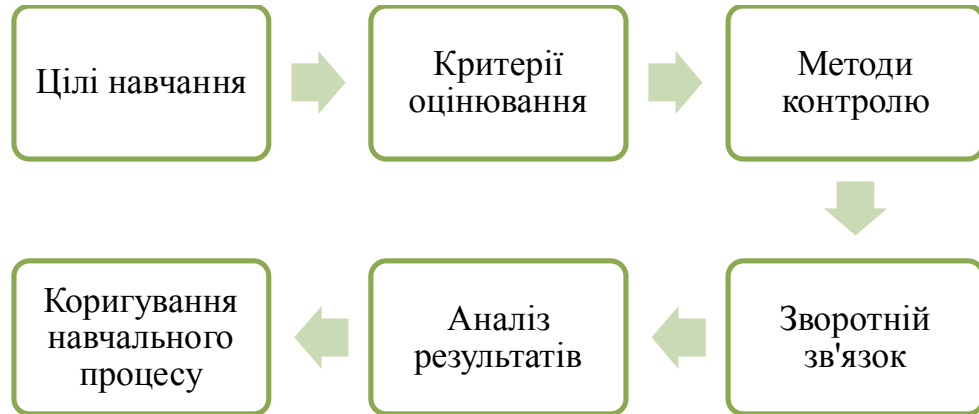 Цілі навчання
Критерії
оцінювання
Методи
контролю
Зворотній
зв'язок
Аналіз
результатів
Коригування
навчального
процесу